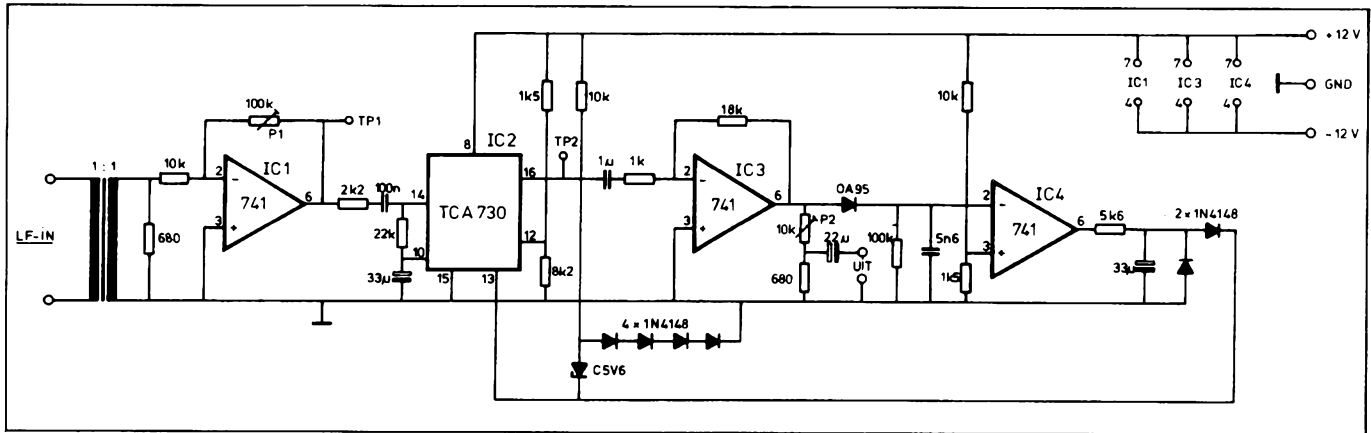 LF-IN
1 : 1
680
10k
100k
P1
TP1
2
3
6
IC1
741
2k2
100n
22k
33µ
IC2
TCA730
8
14
10
15
13
16
12
1k5
10k
8k2
TP2
1µ
1k
18k
2
3
6
IC3
741
OA95
10k
P2
22µ
680
UIT
100k
5n6
10k
1k5
2
3
6
IC4
741
5k6
33µ
2 x 1N4148
4 x 1N4148
C5V6
7
IC1
4
7
IC3
4
7
IC4
4
+12 V
GND
-12 V